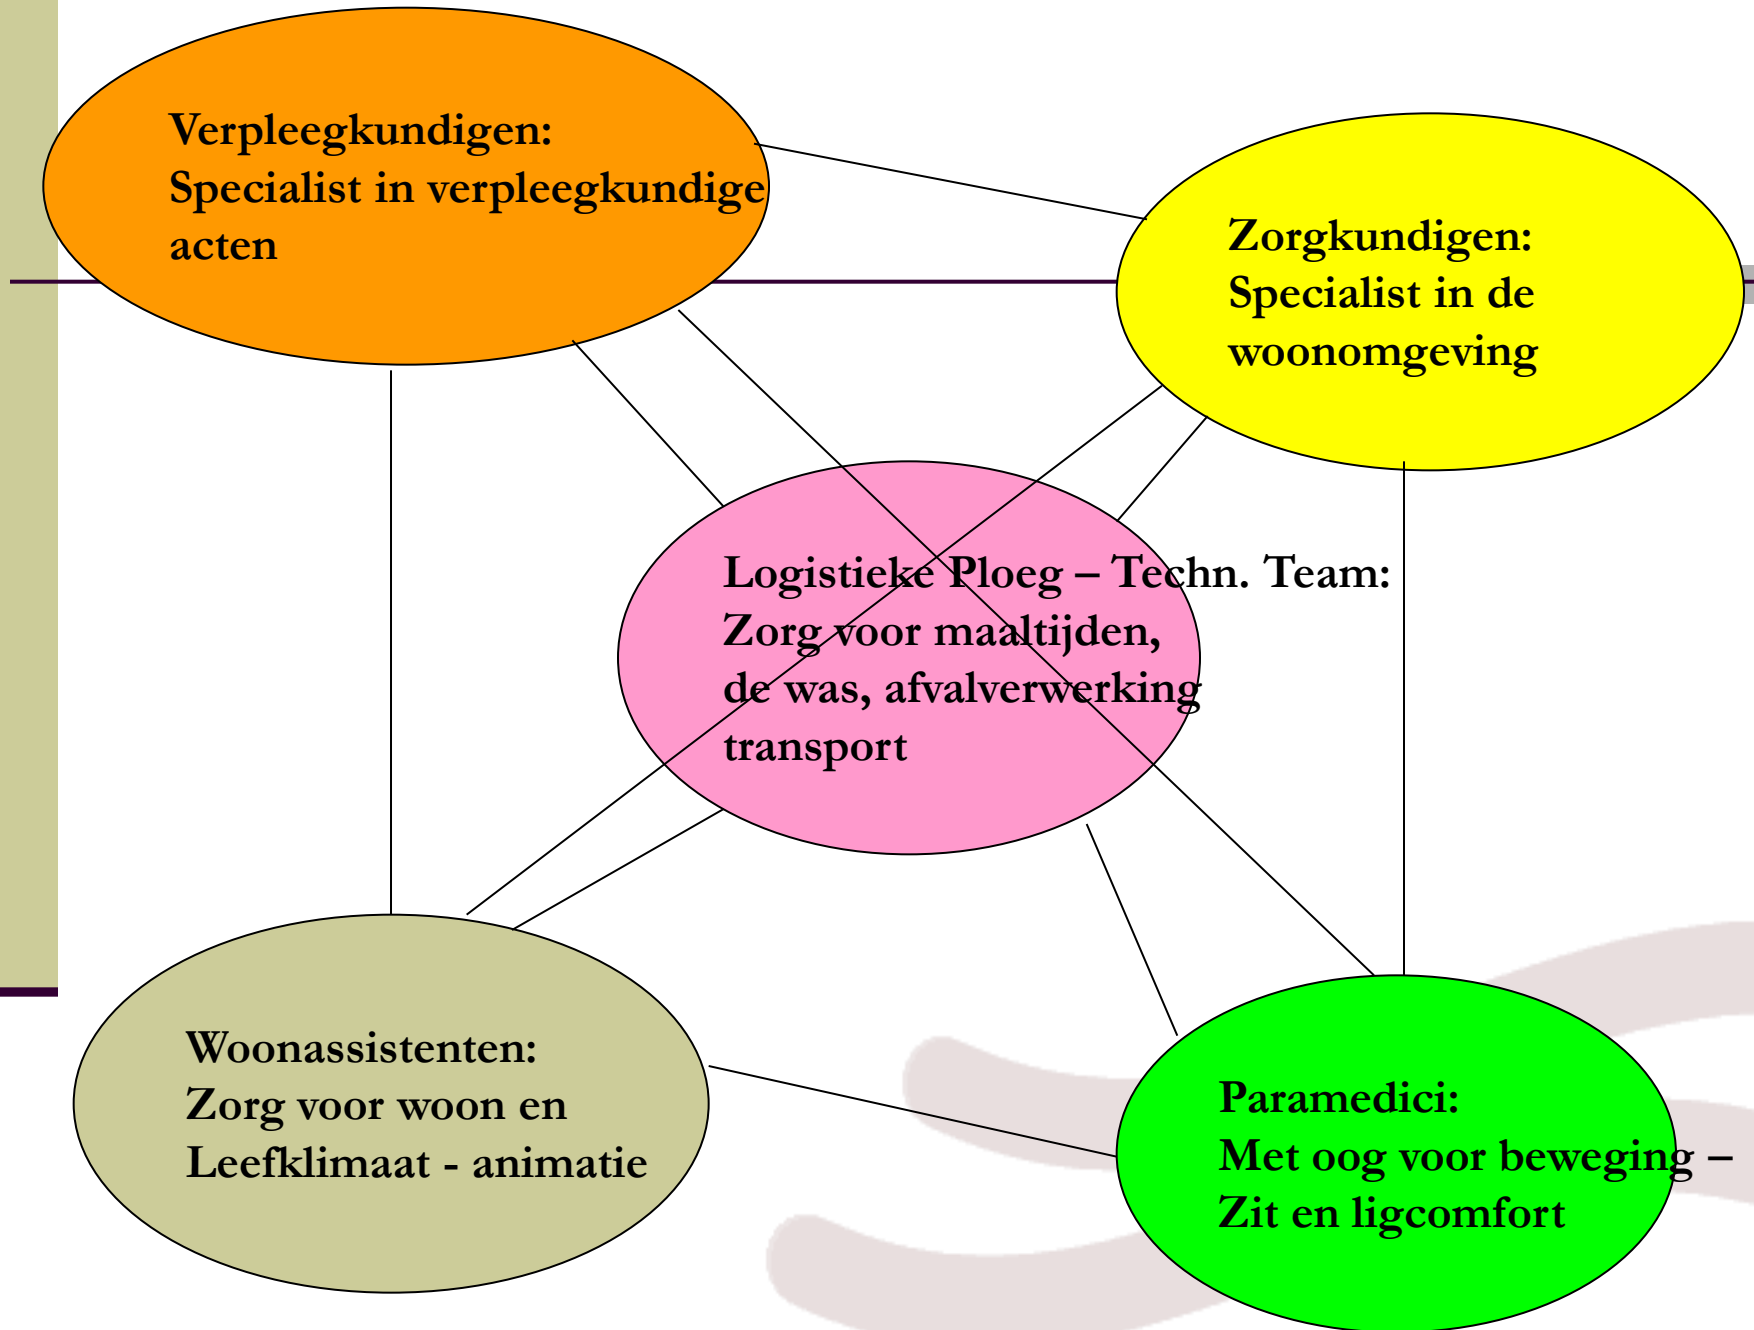 Verpleegkundigen:
Specialist in verpleegkundige
acten
Zorgkundigen:
Specialist in de
woonomgeving
Logistieke Ploeg – Techn. Team:
Zorg voor maaltijden,
de was, afvalverwerking
transport
Woonassistenten:
Zorg voor woon en
Leefklimaat - animatie
Paramedici:
Met oog voor beweging –
Zit en ligcomfort